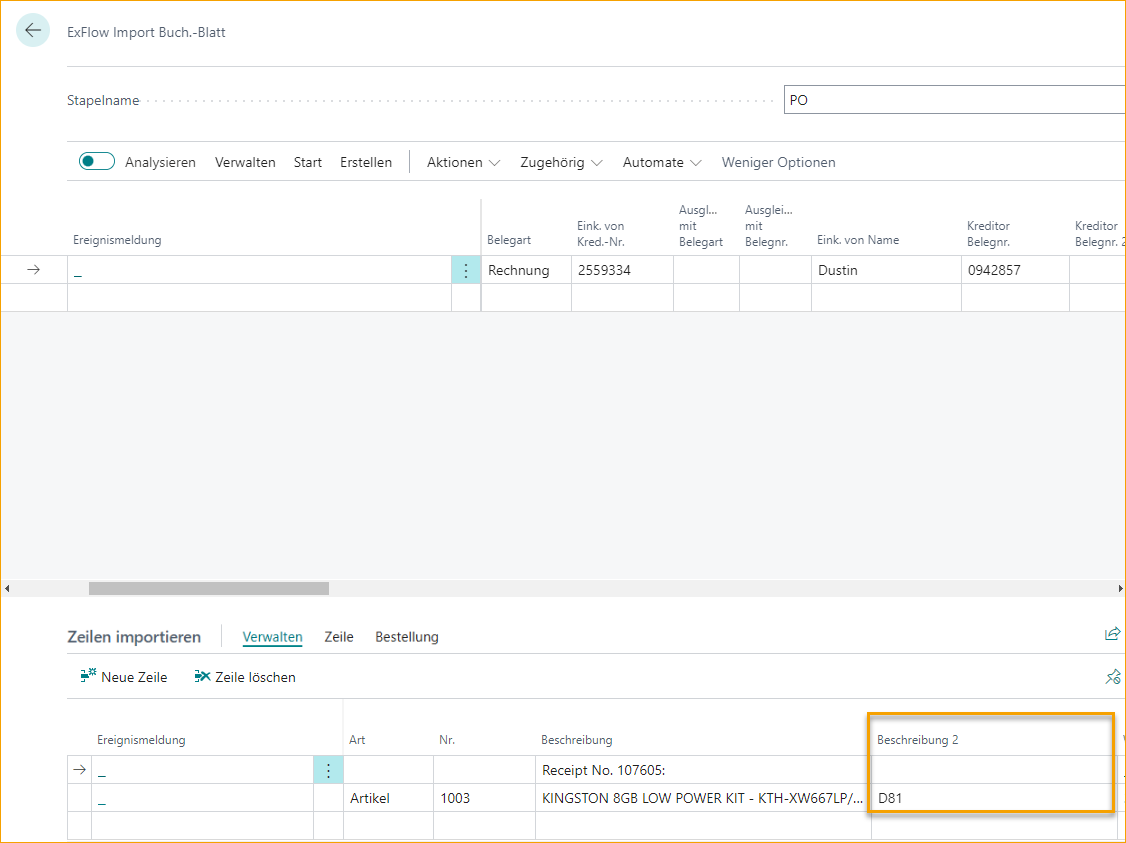 ExFlow Import Buch.-Blatt
Stapelname
PO
Analysieren Verwalten Start Erstellen Aktionen Zugehörig Automate Weniger Optionen
Ereignismeldung
Belegart
Eink. von
Kred.-Nr.
Ausgl...
mit
Belegart
Ausglei...
mit
Belegnr.
Eink. von Name
Kreditor
Belegnr.
Kreditor
Belegnr. 2
_ Rechnung 2559334 Dustin 0942857
Zeilen importieren Verwalten Zeile Bestellung
Neue Zeile Zeile löschen
Ereignismeldung Art Nr. Beschreibung Beschreibung 2
_ Receipt No. 107605:
_ Artikel 1003 KINGSTON 8GB LOW POWER KIT - KTH-XW667LP/... D81